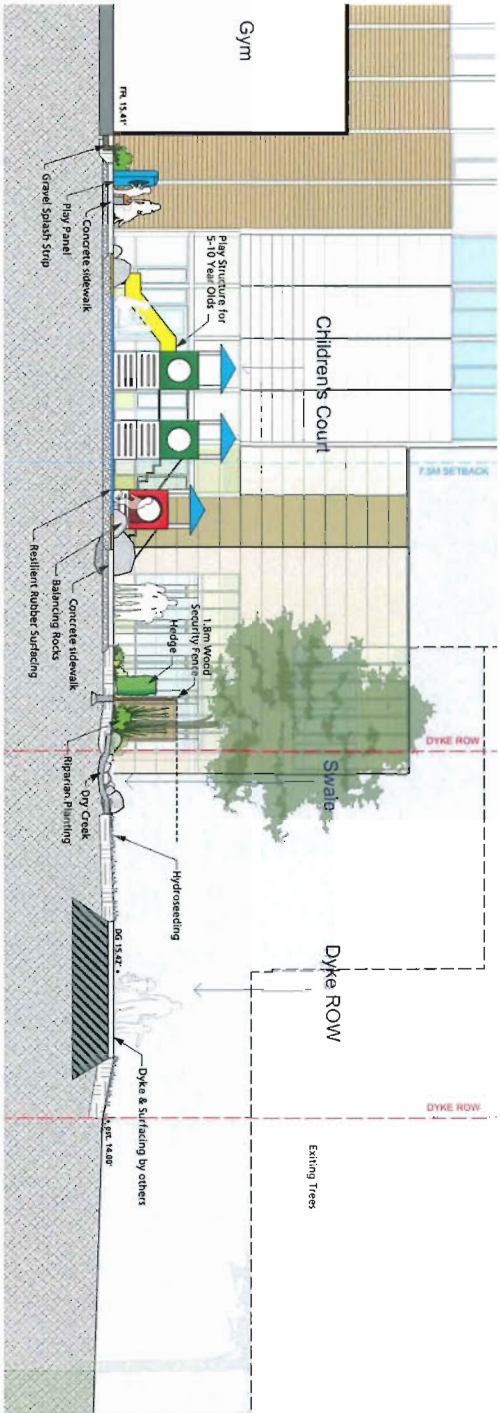 Gym
FFL 15.41'
Gravel Splash Strip
Play Panel
Concrete sidewalk
Play Structure for
5-10 Year Olds
Children's Court
7.5M SETBACK
Resilient Rubber Surfacing
Balancing Rocks
Concrete sidewalk
1.8m Wood
Security Fence
Hedge
DYKE ROW
Swale
Riparian Planting
Dry Creek
Hydroseeding
DG 15.42'
Dyke ROW
Dyke & Surfacing by others
DYKE ROW
est. 14.00'
Exiting Trees